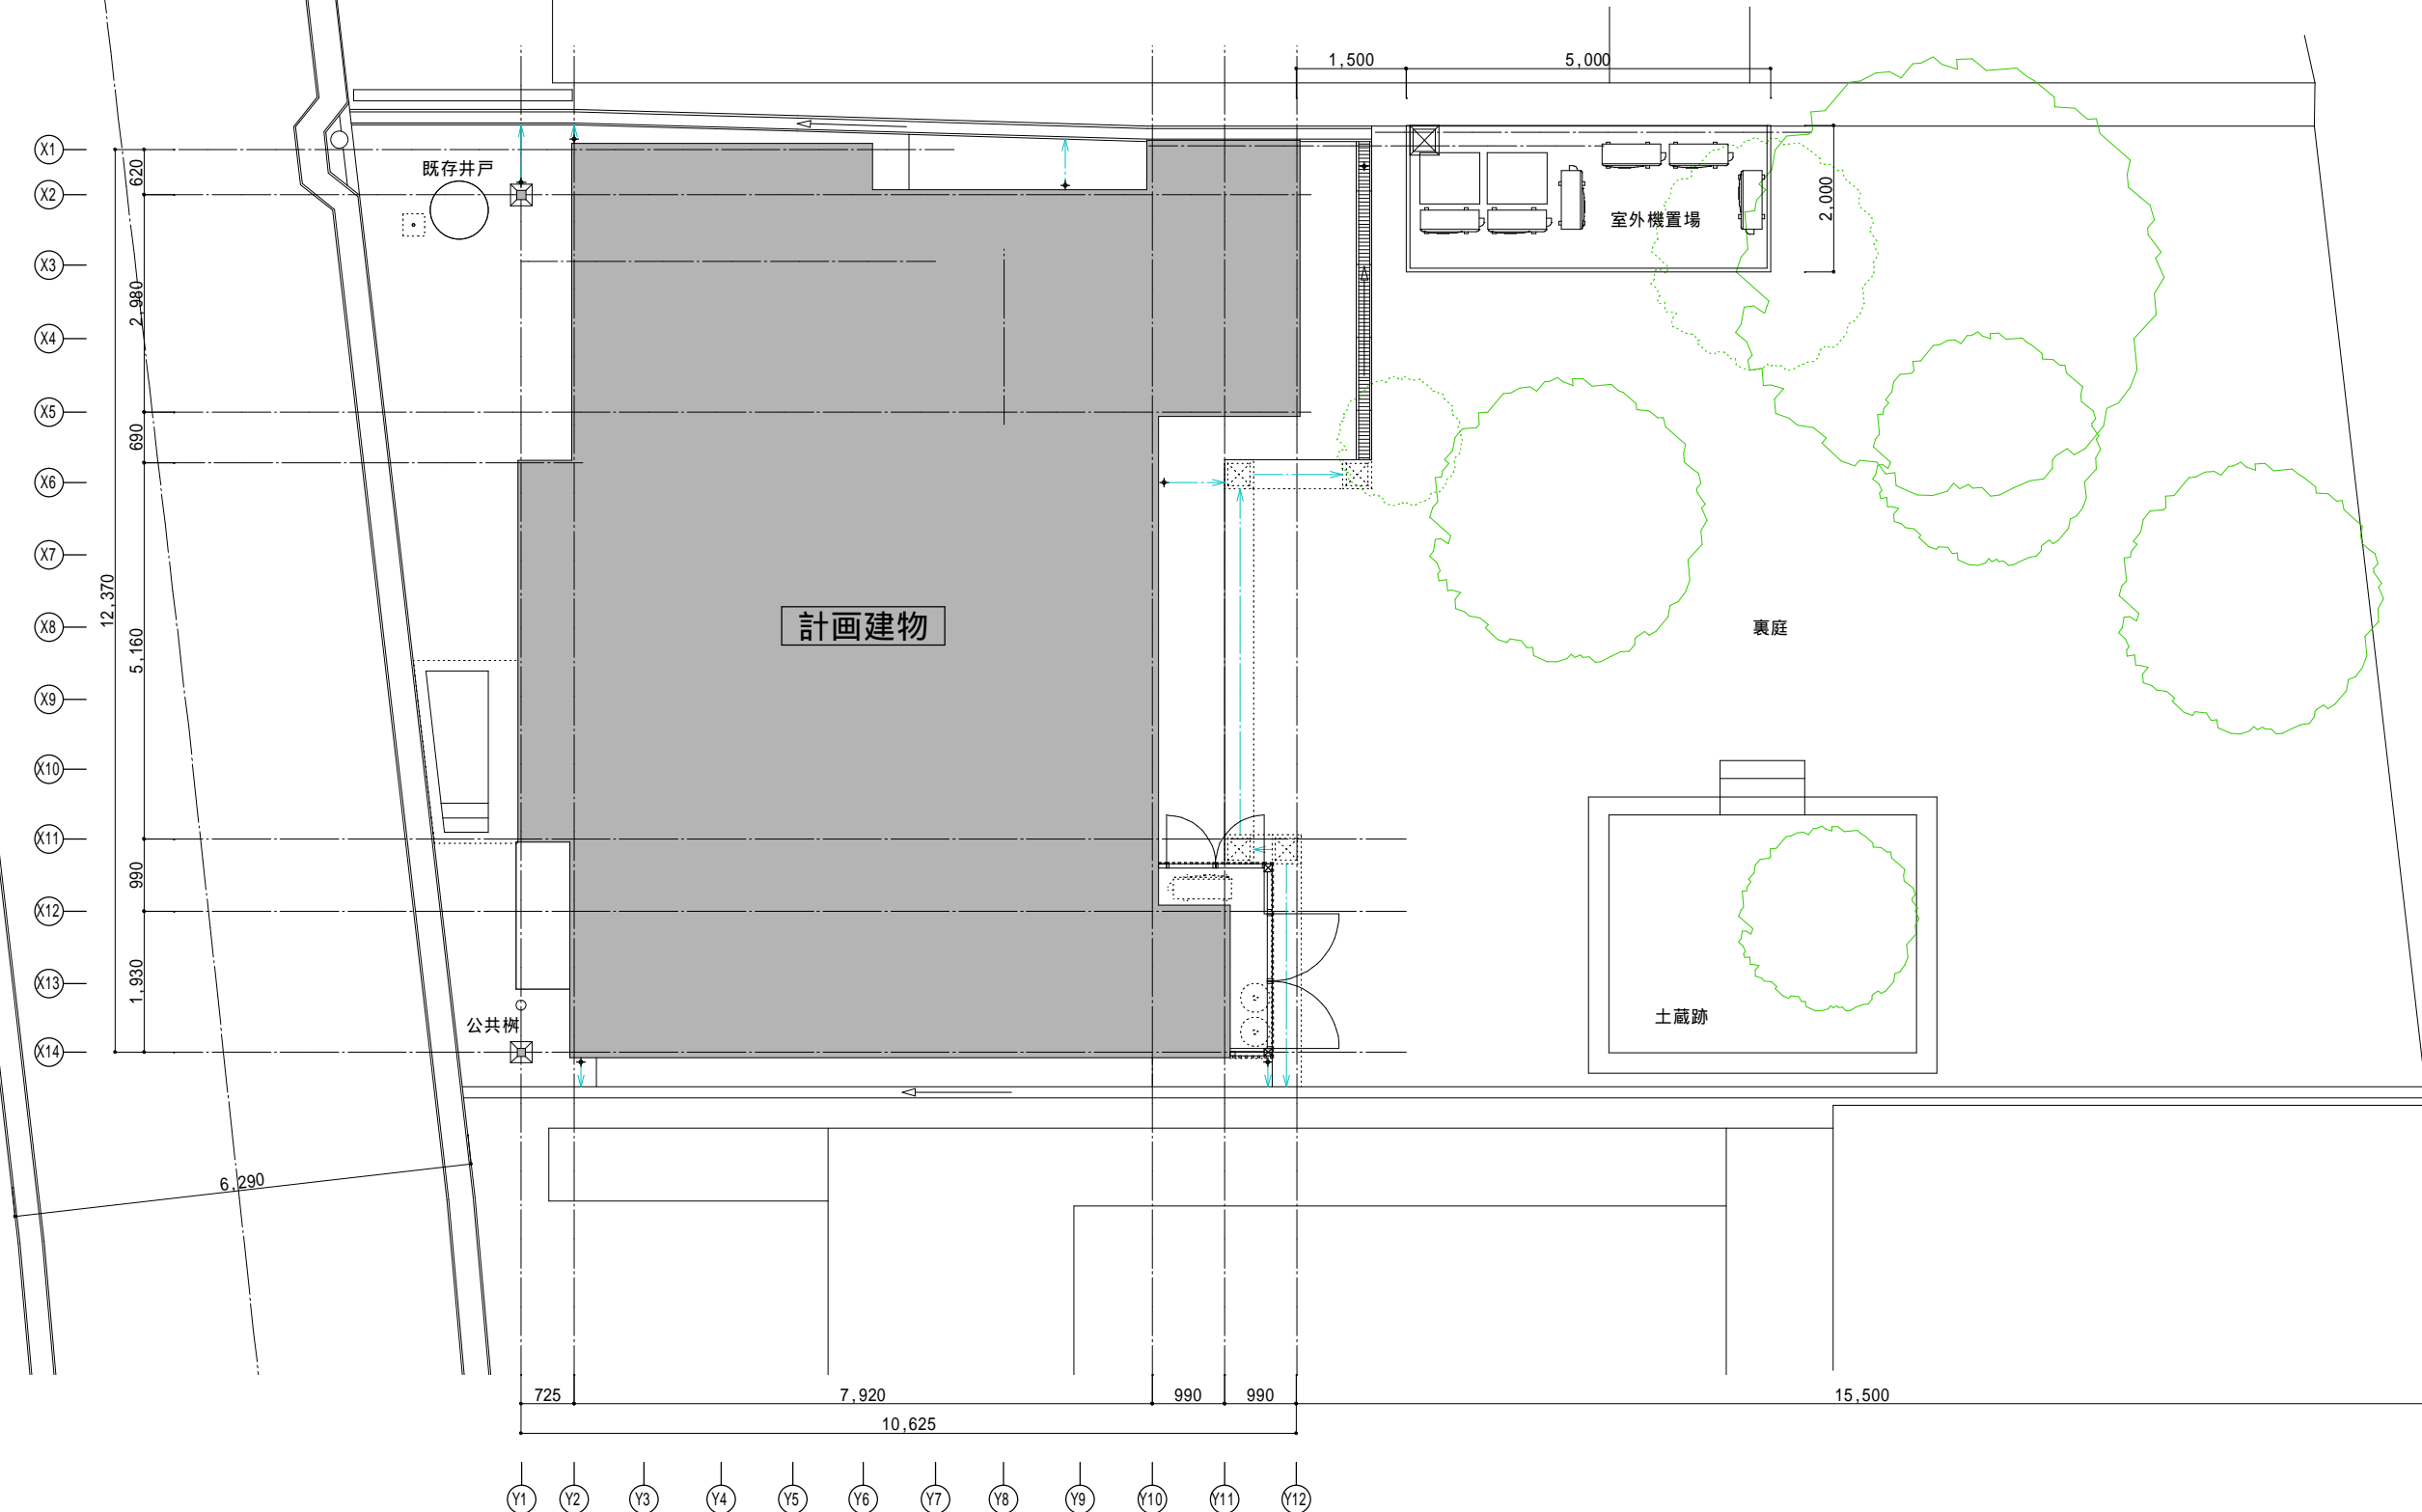 1,500
5,000
X1
620
既存井戸
X2
2,000
室外機置場
X3
2,980
X4
X5
690
X6
X7
12,370
X8
計画建物
裏庭
5,160
X9
X10
X11
990
X12
1,930
X13
土蔵跡
公共桝
X14
6,290
725
7,920
990
990
15,500
10,625
Y1
Y2
Y3
Y4
Y5
Y6
Y7
Y8
Y9
Y10
Y11
Y12